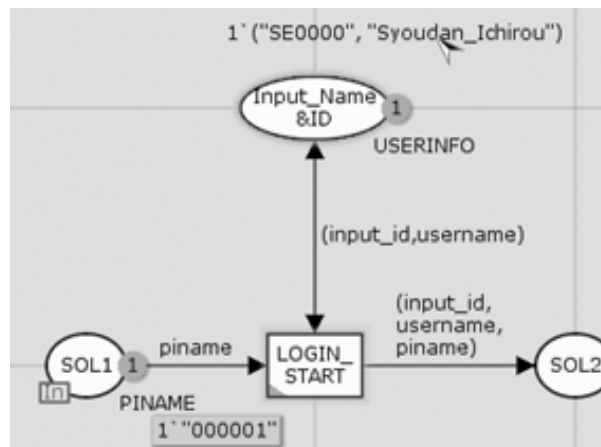 1`("SE0000", "Syoudan_Ichirou")
Input_Name
&ID
1
USERINFO
(input_id,username)
(input_id,
username,
piname)
piname
SOL1
1
LOGIN_
START
SOL2
In
PINAME
1`"000001"